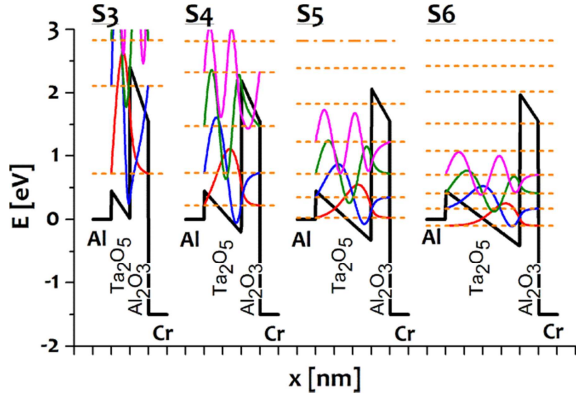 S3 S4 S5 S6
3
2
1
0
-1
-2
E [eV]
Al Ta₂O₅ Al₂O₃ Cr
Al Ta₂O₅ Al₂O₃ Cr
Al Ta₂O₅ Al₂O₃ Cr
Al Ta₂O₅ Al₂O₃ Cr
x [nm]